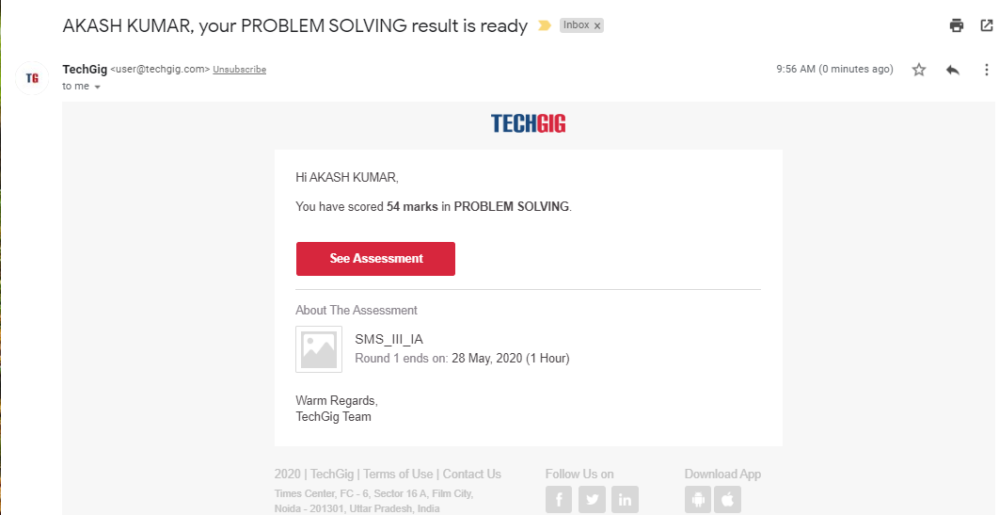 AKASH KUMAR, your PROBLEM SOLVING result is ready
Inbox x
TG
TechGig <user@techgig.com> Unsubscribe
9:56 AM (0 minutes ago)
to me
TECHGIG
Hi AKASH KUMAR,
You have scored 54 marks in PROBLEM SOLVING.
See Assessment
About The Assessment
SMS_III_IA
Round 1 ends on: 28 May, 2020 (1 Hour)
Warm Regards,
TechGig Team
2020 | TechGig | Terms of Use | Contact Us
Times Center, FC - 6, Sector 16 A, Film City,
Noida - 201301, Uttar Pradesh, India
Follow Us on
f
in
Download App